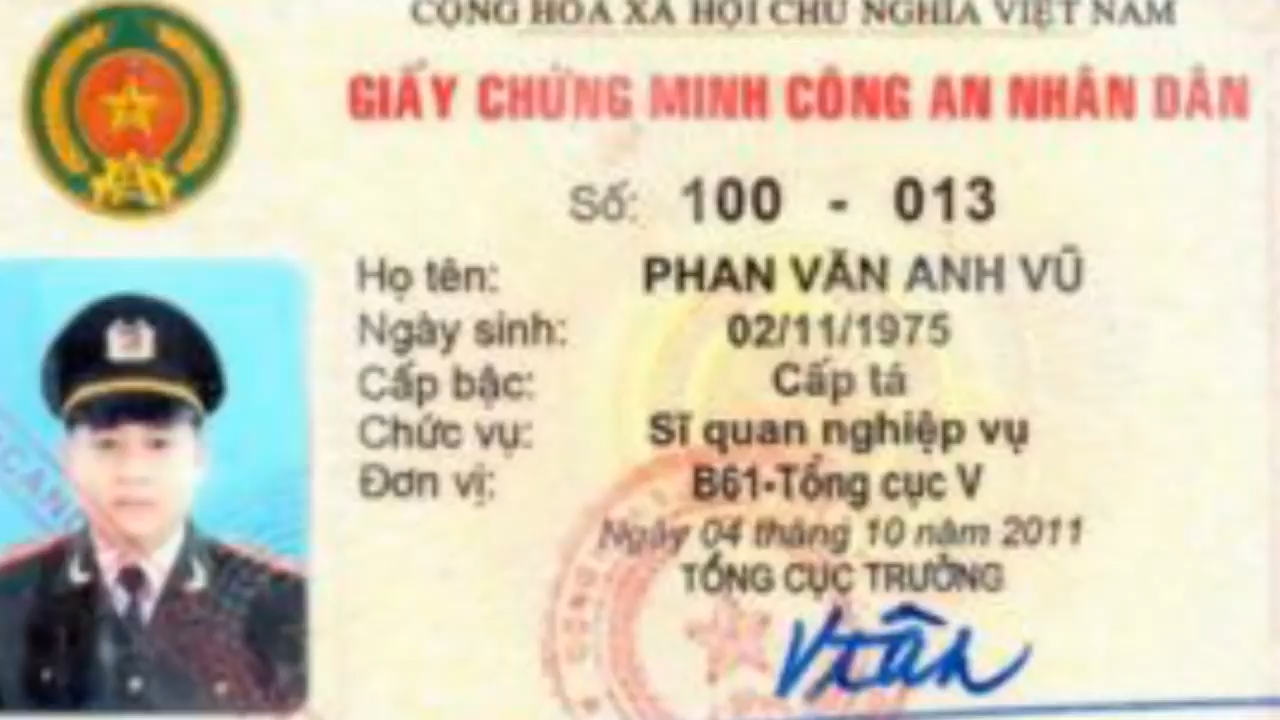 CỘNG HÒA XÃ HỘI CHỦ NGHĨA VIỆT NAM
GIẤY CHỨNG MINH CÔNG AN NHÂN DÂN
Số: 100 - 013
Họ tên: PHAN VĂN ANH VŨ
Ngày sinh: 02/11/1975
Cấp bậc: Cấp tá
Chức vụ: Sĩ quan nghiệp vụ
Đơn vị: B61-Tổng cục V
Ngày 04 tháng 10 năm 2011
TỔNG CỤC TRƯỞNG